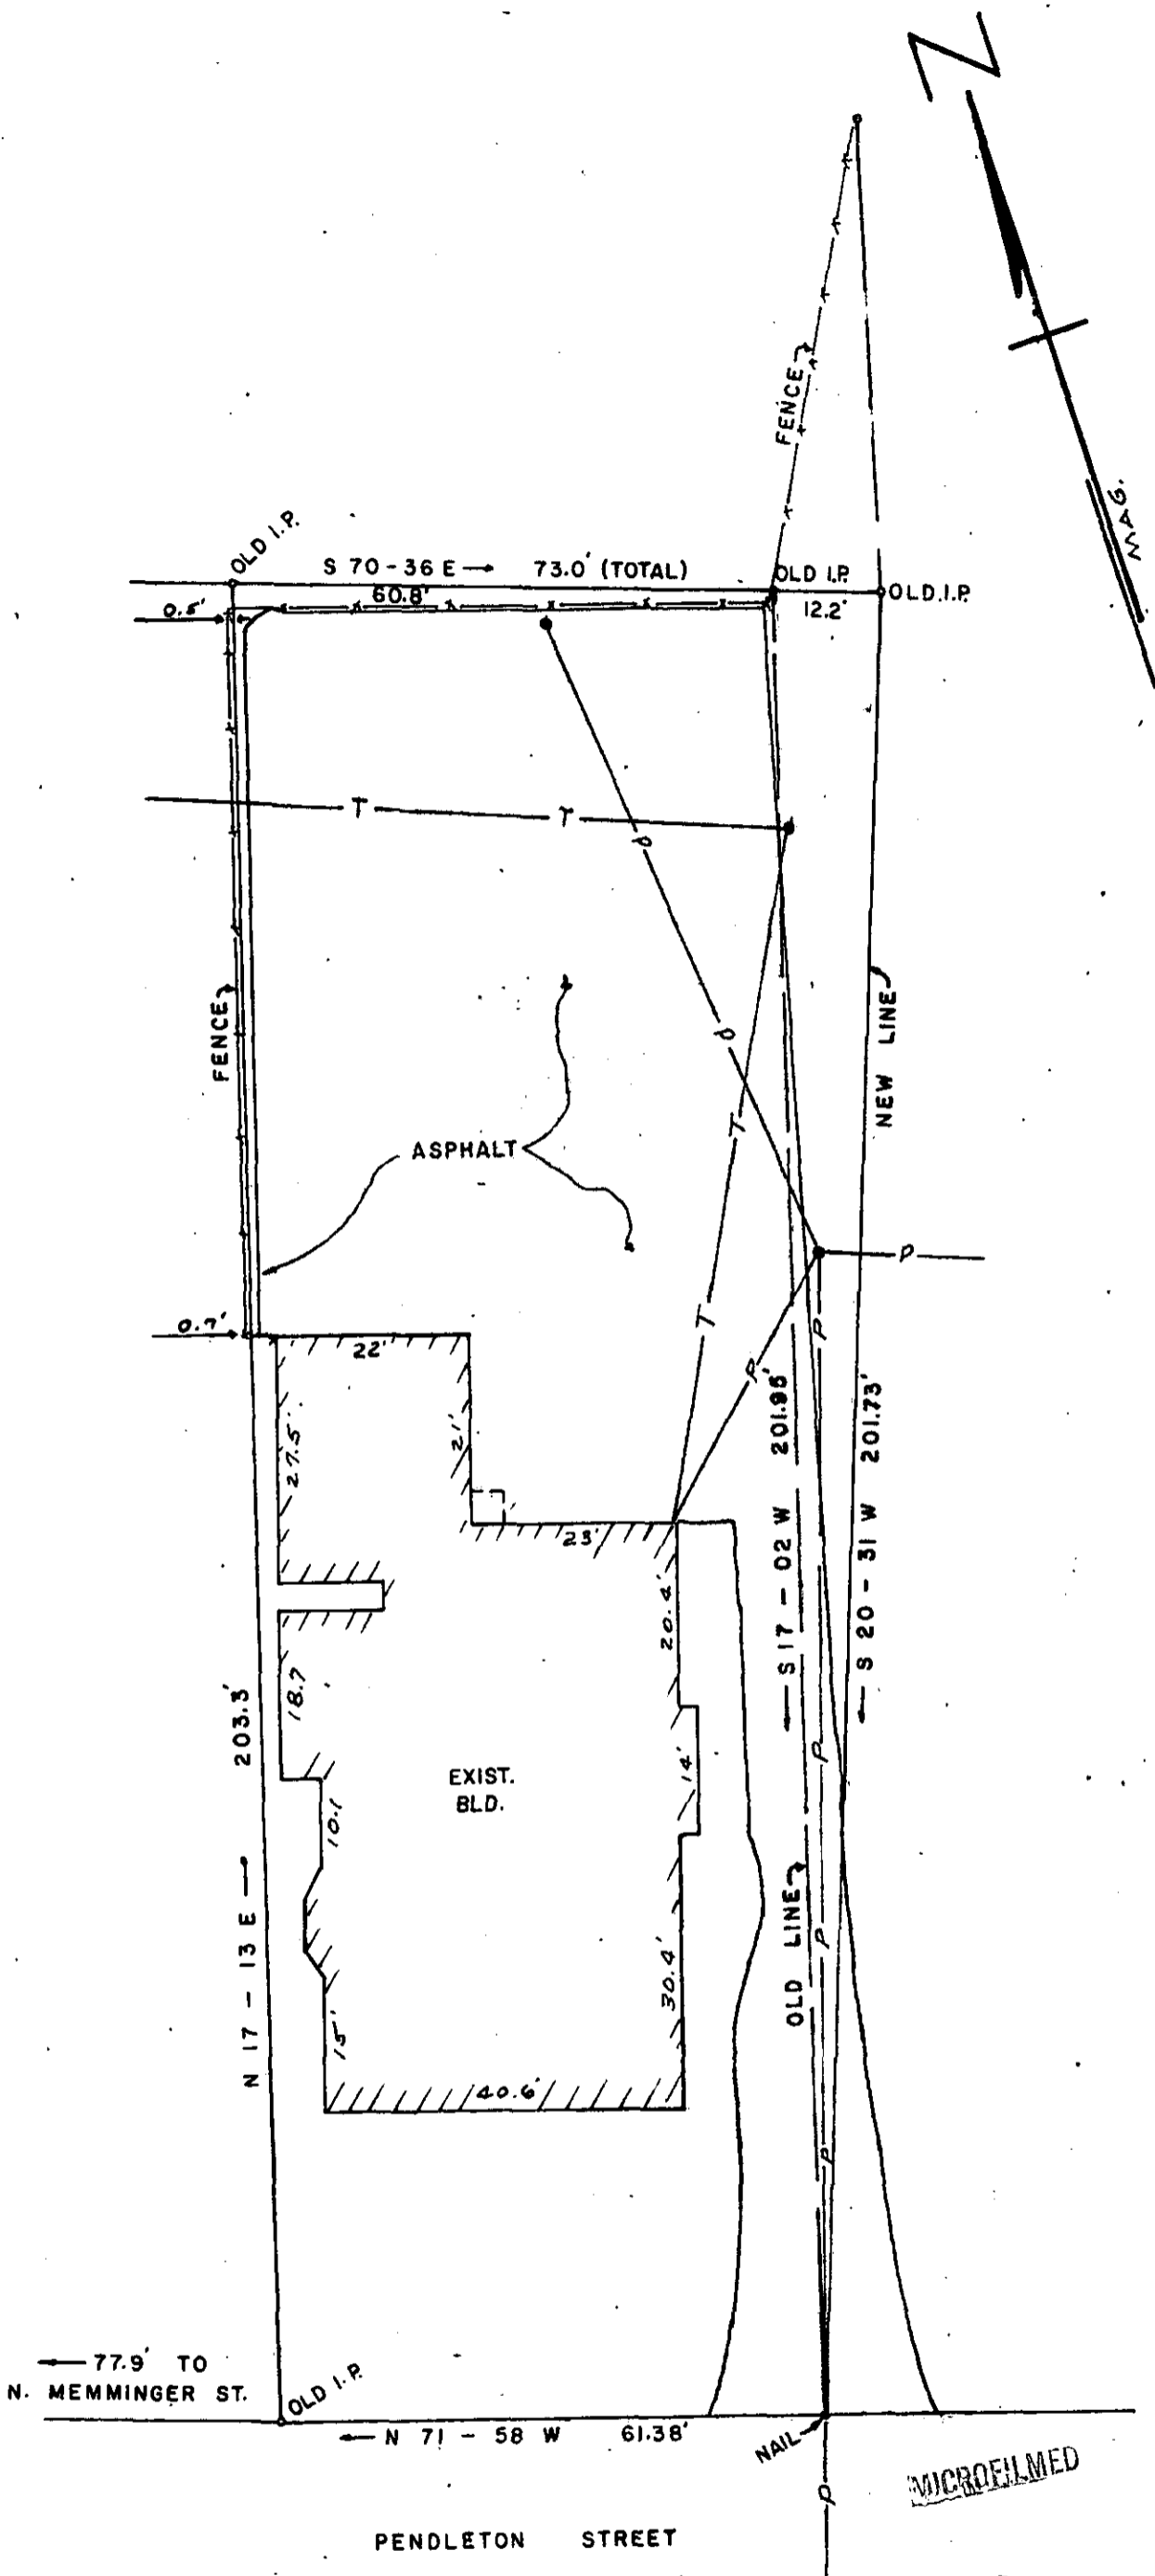 N
MAG.
FENCE
OLD I.P.
S 70 - 36 E → 73.0' (TOTAL)
60.8'
OLD I.P.
12.2'
OLD. I.P.
0.5'
T T
P
P
FENCE
NEW LINE
ASPHALT
T
T
P
P
P
0.7'
22'
27.5'
21'
23'
20.4'
← S 17 - 02 W 201.95'
← S 20 - 31 W 201.73'
18.7
14'
EXIST.
BLD.
10.1
N 17 - 13 E → 203.3'
OLD LINE
P
P
30.4'
15'
40.6'
P
← 77.9' TO
N. MEMMINGER ST.
OLD I.P.
← N 71 - 58 W 61.38'
NAIL
P
MICROFILMED
PENDLETON STREET